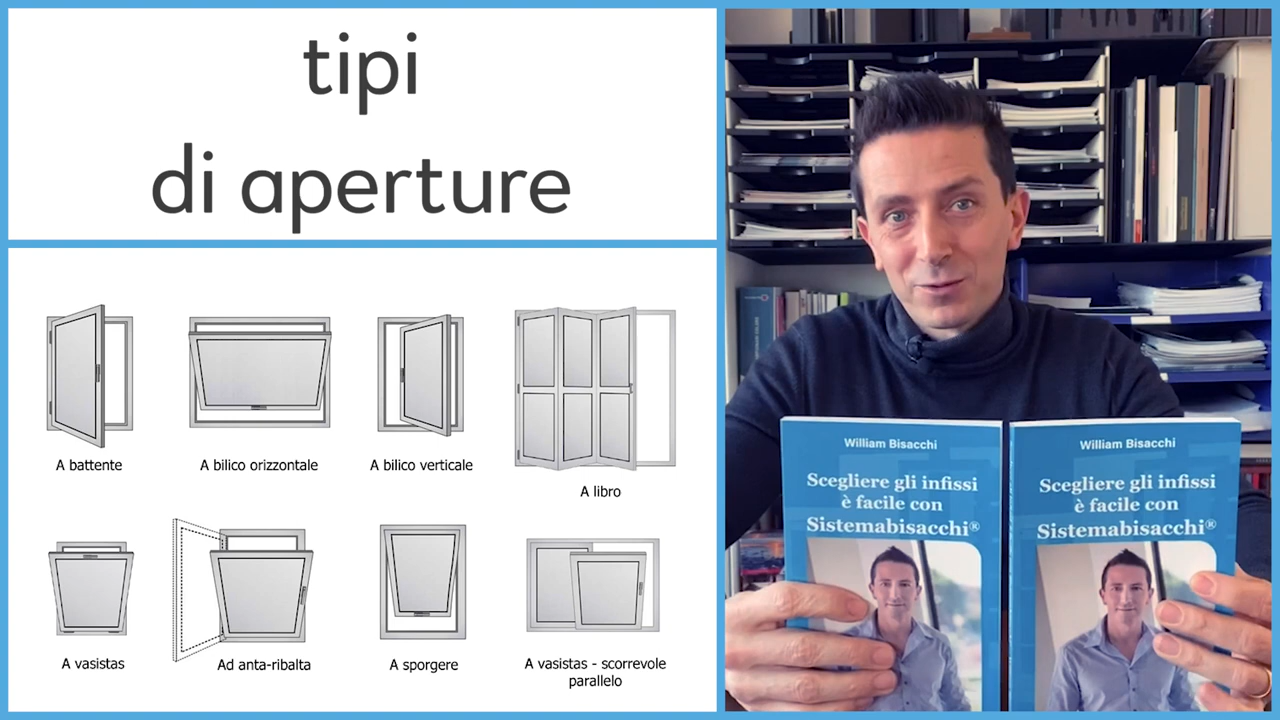 tipi
di aperture
A battente
A bilico orizzontale
A bilico verticale
A libro
A vasistas
Ad anta-ribalta
A sporgere
A vasistas - scorrevole
parallelo
William Bisacchi
Scegliere gli infissi
è facile con
Sistemabisacchi®
William Bisacchi
Scegliere gli infissi
è facile con
Sistemabisacchi®